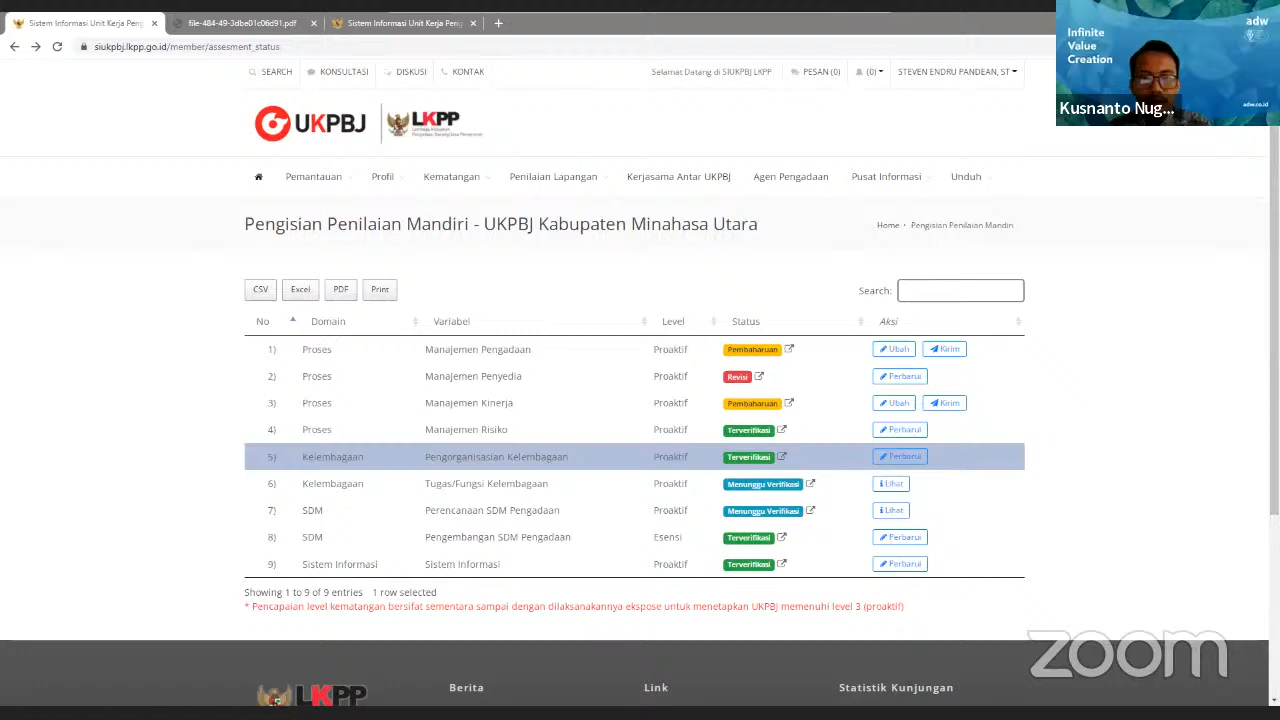 Sistem Informasi Unit Kerja Peng
file-484-49-3dbe01c06d91.pdf
Sistem Informasi Unit Kerja Peng
siukpbj.lkpp.go.id/member/assesment_status
adw
Infinite
Value
Creation
adw.co.id
Kusnanto Nug...
SEARCH KONSULTASI DISKUSI KONTAK Selamat Datang di SIUKPBJ LKPP PESAN (0) (0) STEVEN ENDRU PANDEAN, ST
UKPBJ LKPP
Pemantauan Profil Kematangan Penilaian Lapangan Kerjasama Antar UKPBJ Agen Pengadaan Pusat Informasi Unduh
Pengisian Penilaian Mandiri - UKPBJ Kabupaten Minahasa Utara
Home • Pengisian Penilaian Mandiri
CSV Excel PDF Print Search:
No Domain Variabel Level Status Aksi
1) Proses Manajemen Pengadaan Proaktif Pembaharuan Ubah Kirim
2) Proses Manajemen Penyedia Proaktif Revisi Perbarui
3) Proses Manajemen Kinerja Proaktif Pembaharuan Ubah Kirim
4) Proses Manajemen Risiko Proaktif Terverifikasi Perbarui
5) Kelembagaan Pengorganisasian Kelembagaan Proaktif Terverifikasi Perbarui
6) Kelembagaan Tugas/Fungsi Kelembagaan Proaktif Menunggu Verifikasi Lihat
7) SDM Perencanaan SDM Pengadaan Proaktif Menunggu Verifikasi Lihat
8) SDM Pengembangan SDM Pengadaan Esensi Terverifikasi Perbarui
9) Sistem Informasi Sistem Informasi Proaktif Terverifikasi Perbarui
Showing 1 to 9 of 9 entries 1 row selected
* Pencapaian level kematangan bersifat sementara sampai dengan dilaksanakannya ekspose untuk menetapkan UKPBJ memenuhi level 3 (proaktif)
zoom
LKPP Berita Link Statistik Kunjungan